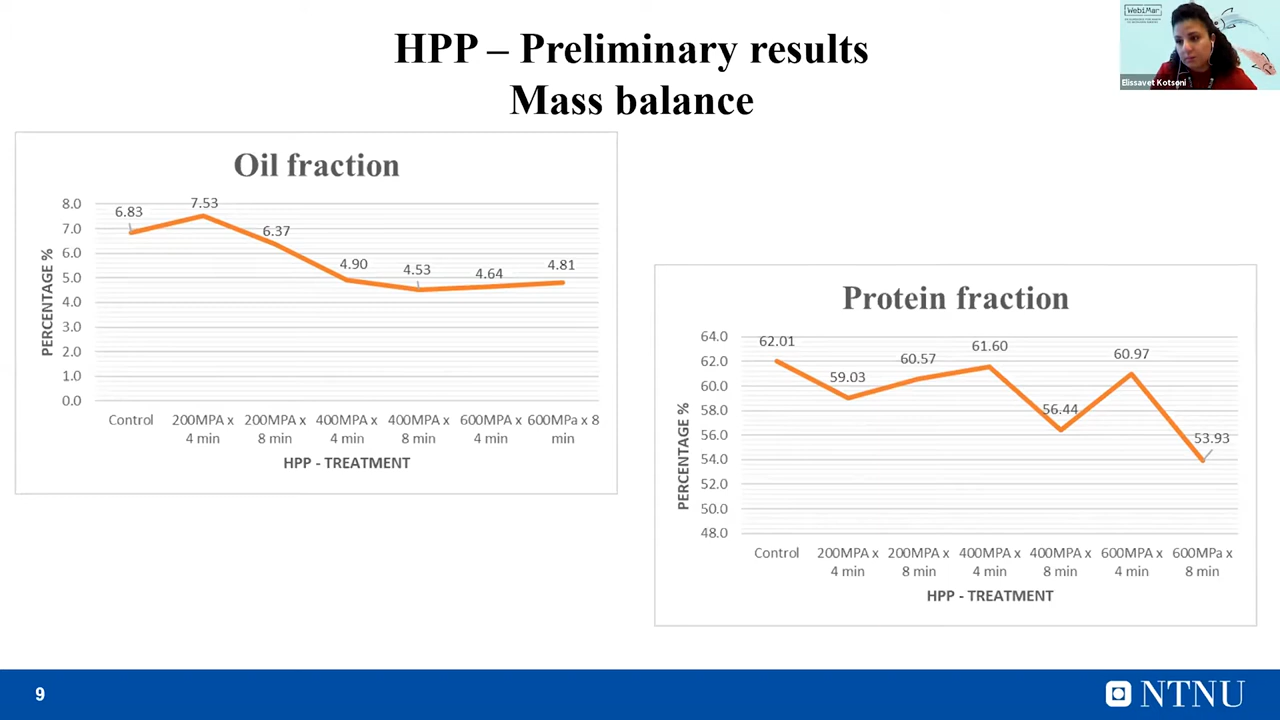 HPP – Preliminary results
Mass balance
WebiMar
Elissavet Kotsoni
Oil fraction
PERCENTAGE %
8.0
7.0
6.0
5.0
4.0
3.0
2.0
1.0
0.0
6.83
7.53
6.37
4.90
4.53
4.64
4.81
Control
200MPA x 4 min
200MPA x 8 min
400MPA x 4 min
400MPA x 8 min
600MPA x 4 min
600MPa x 8 min
HPP - TREATMENT
Protein fraction
PERCENTAGE %
64.0
62.0
60.0
58.0
56.0
54.0
52.0
50.0
48.0
62.01
59.03
60.57
61.60
56.44
60.97
53.93
Control
200MPA x 4 min
200MPA x 8 min
400MPA x 4 min
400MPA x 8 min
600MPA x 4 min
600MPa x 8 min
HPP - TREATMENT
9
NTNU